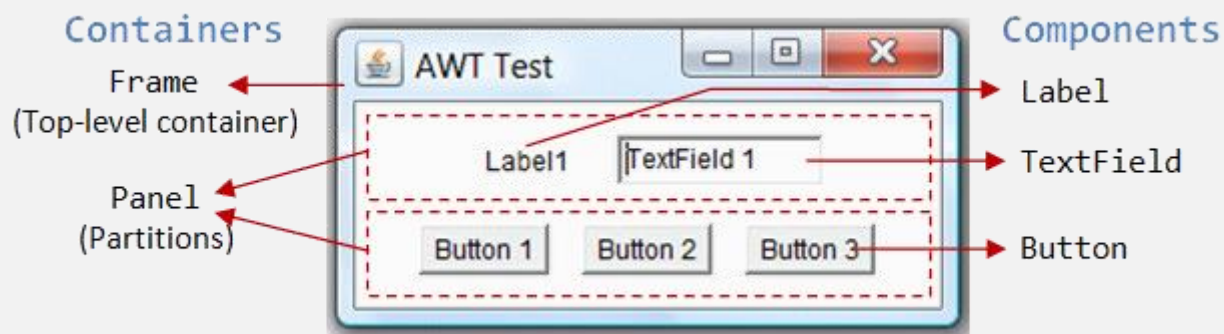 Containers
Frame
(Top-level container)
Panel
(Partitions)
AWT Test
Label1
TextField 1
Button 1
Button 2
Button 3
Components
Label
TextField
Button